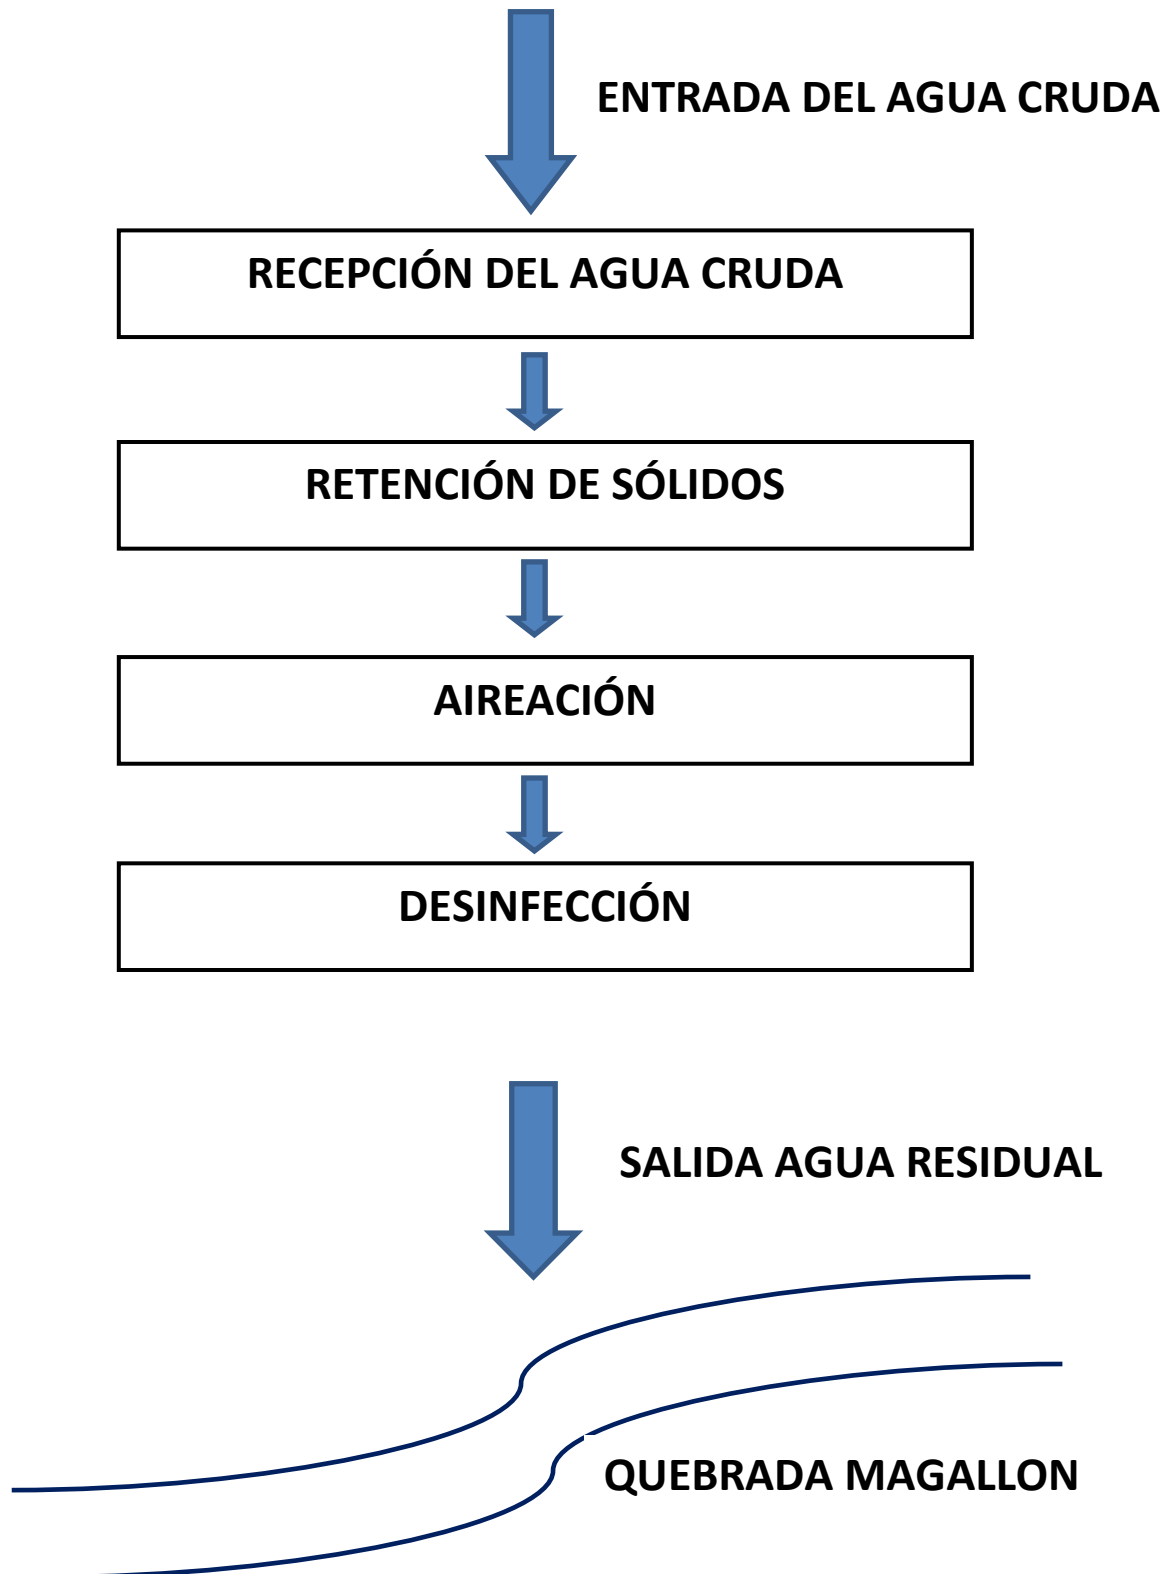 ENTRADA DEL AGUA CRUDA
RECEPCIÓN DEL AGUA CRUDA
RETENCIÓN DE SÓLIDOS
AIREACIÓN
DESINFECCIÓN
SALIDA AGUA RESIDUAL
QUEBRADA MAGALLON